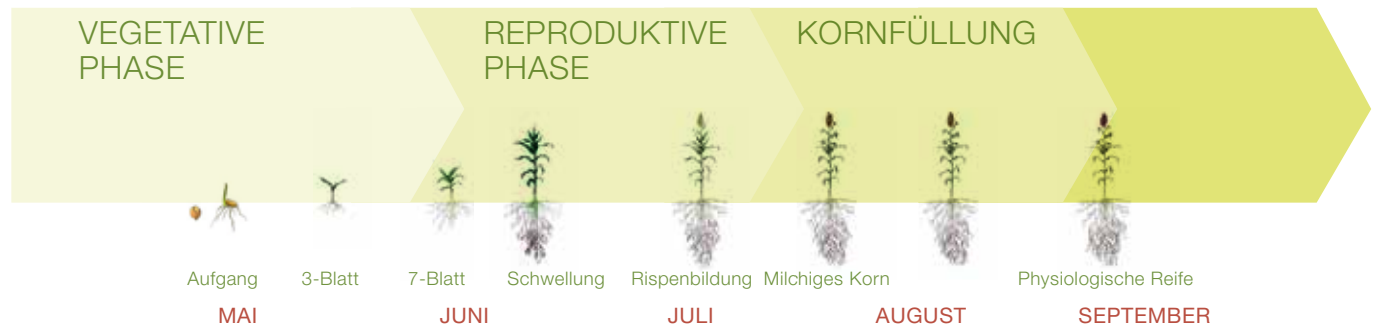 VEGETATIVE
PHASE
REPRODUKTIVE
PHASE
KORNFÜLLUNG
Aufgang
3-Blatt
7-Blatt
Schwellung
Rispenbildung
Milchiges Korn
Physiologische Reife
MAI
JUNI
JULI
AUGUST
SEPTEMBER